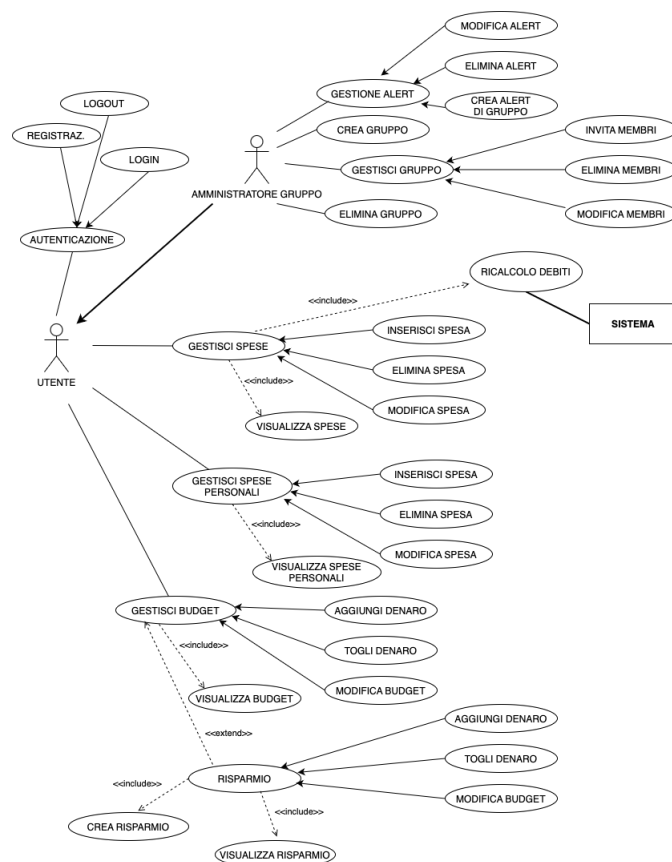 MODIFICA ALERT
ELIMINA ALERT
GESTIONE ALERT
CREA ALERT
DI GRUPPO
LOGOUT
REGISTRAZ.
LOGIN
CREA GRUPPO
INVITA MEMBRI
GESTISCI GRUPPO
ELIMINA MEMBRI
AMMINISTRATORE GRUPPO
ELIMINA GRUPPO
MODIFICA MEMBRI
AUTENTICAZIONE
RICALCOLO DEBITI
<<include>>
SISTEMA
INSERISCI SPESA
GESTISCI SPESE
UTENTE
ELIMINA SPESA
<<include>>
MODIFICA SPESA
VISUALIZZA SPESE
INSERISCI SPESA
GESTISCI SPESE
PERSONALI
ELIMINA SPESA
<<include>>
MODIFICA SPESA
VISUALIZZA SPESE
PERSONALI
GESTISCI BUDGET
AGGIUNGI DENARO
<<include>>
TOGLI DENARO
MODIFICA BUDGET
VISUALIZZA BUDGET
AGGIUNGI DENARO
<<extend>>
TOGLI DENARO
RISPARMIO
<<include>>
MODIFICA BUDGET
<<include>>
CREA RISPARMIO
VISUALIZZA RISPARMIO